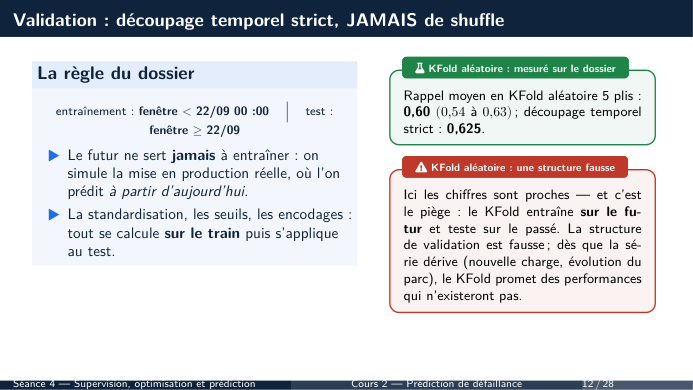 Validation : découpage temporel strict, JAMAIS de shuffle
La règle du dossier
entraînement : fenêtre < 22/09 00 :00 | test :
fenêtre ≥ 22/09
Le futur ne sert jamais à entraîner : on
simule la mise en production réelle, où l'on
prédit à partir d'aujourd'hui.
La standardisation, les seuils, les encodages :
tout se calcule sur le train puis s'applique
au test.
KFold aléatoire : mesuré sur le dossier
Rappel moyen en KFold aléatoire 5 plis :
0,60 (0,54 à 0,63) ; découpage temporel
strict : 0,625.
KFold aléatoire : une structure fausse
Ici les chiffres sont proches — et c'est
le piège : le KFold entraîne sur le fu-
tur et teste sur le passé. La structure
de validation est fausse ; dès que la sé-
rie dérive (nouvelle charge, évolution du
parc), le KFold promet des performances
qui n'existeront pas.
Séance 4 — Supervision, optimisation et prédiction
Cours 2 — Prédiction de défaillance
12 / 28